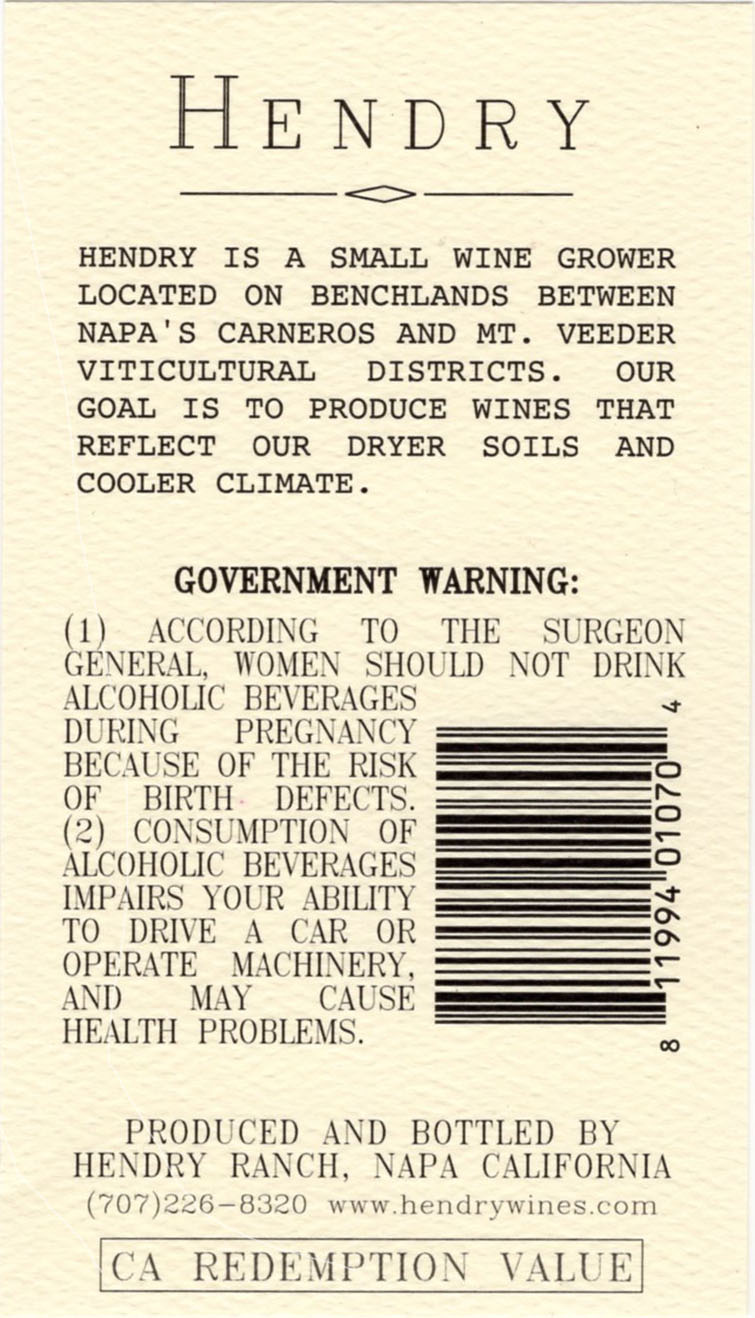 HENDRY
HENDRY IS A SMALL WINE GROWER
LOCATED ON BENCHLANDS BETWEEN
NAPA'S CARNEROS AND MT. VEEDER
VITICULTURAL DISTRICTS. OUR
GOAL IS TO PRODUCE WINES THAT
REFLECT OUR DRYER SOILS AND
COOLER CLIMATE.
GOVERNMENT WARNING:
(1) ACCORDING TO THE SURGEON
GENERAL, WOMEN SHOULD NOT DRINK
ALCOHOLIC BEVERAGES
DURING PREGNANCY
BECAUSE OF THE RISK
OF BIRTH DEFECTS.
(2) CONSUMPTION OF
ALCOHOLIC BEVERAGES
IMPAIRS YOUR ABILITY
TO DRIVE A CAR OR
OPERATE MACHINERY,
AND MAY CAUSE
HEALTH PROBLEMS.
8 11994 01070 4
PRODUCED AND BOTTLED BY
HENDRY RANCH, NAPA CALIFORNIA
(707)226-8320 www.hendrywines.com
CA REDEMPTION VALUE